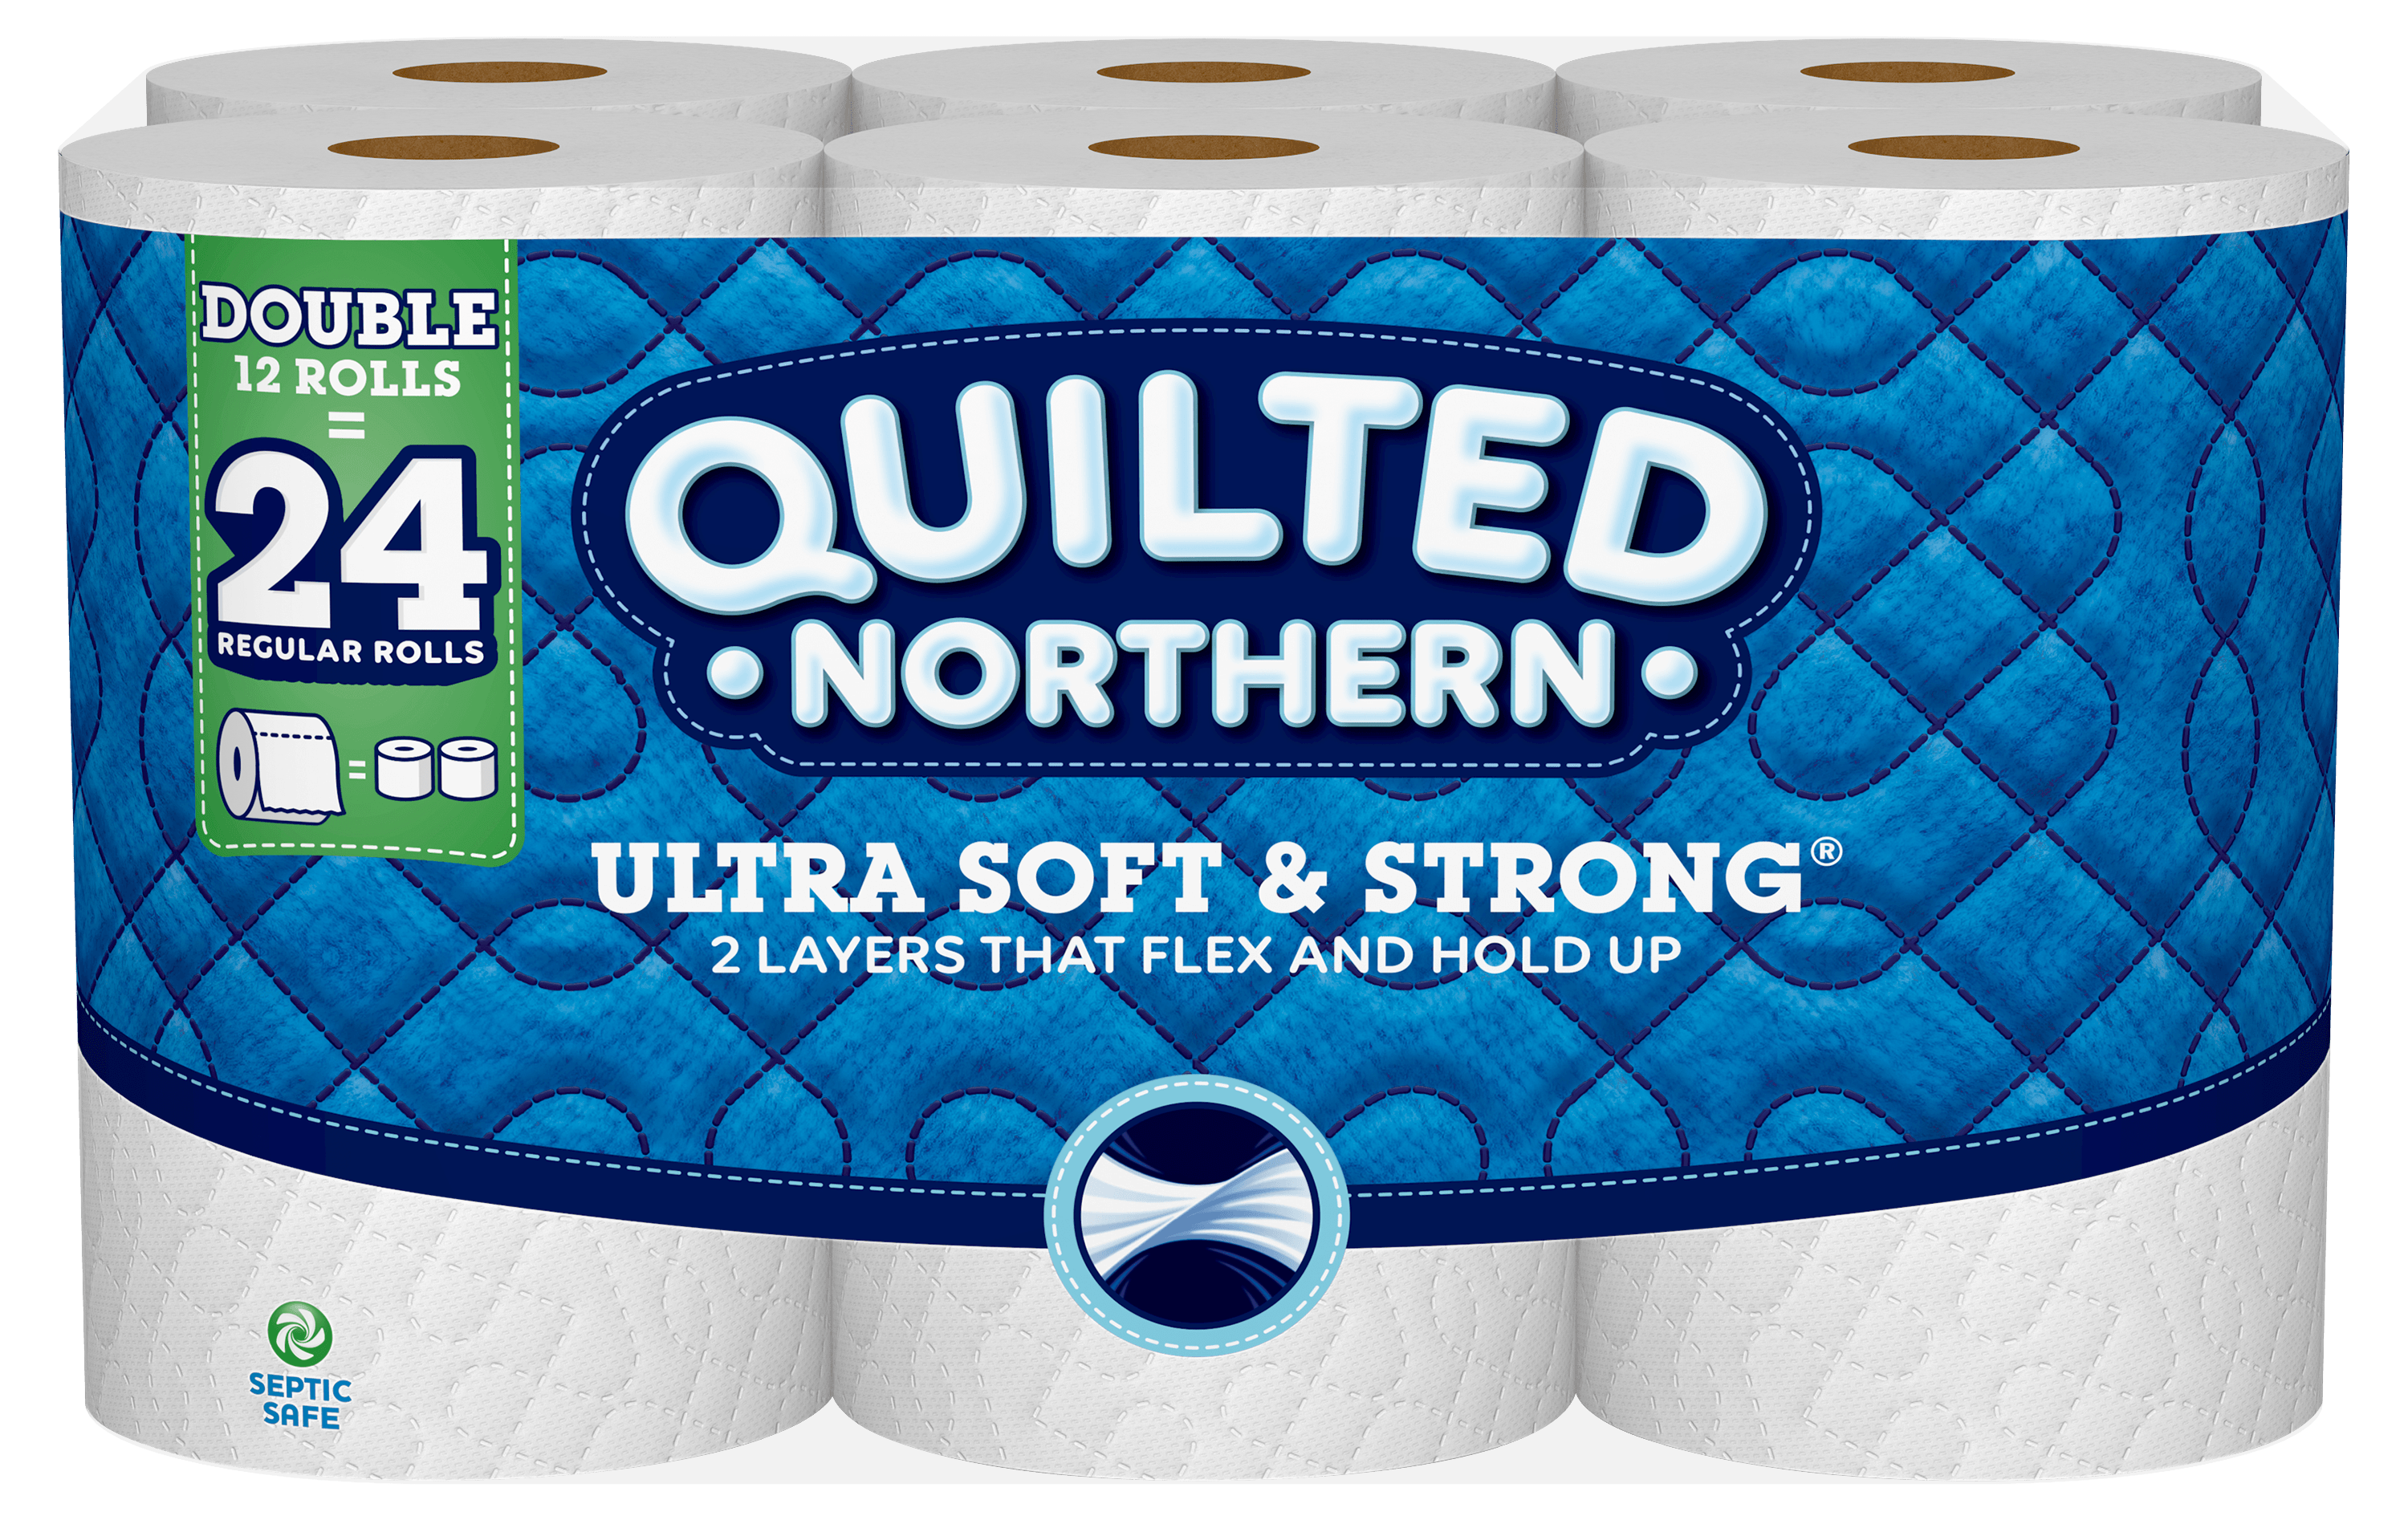 DOUBLE
12 ROLLS
=
24
REGULAR ROLLS
=
QUILTED
• NORTHERN •
ULTRA SOFT & STRONG®
2 LAYERS THAT FLEX AND HOLD UP
SEPTIC
SAFE